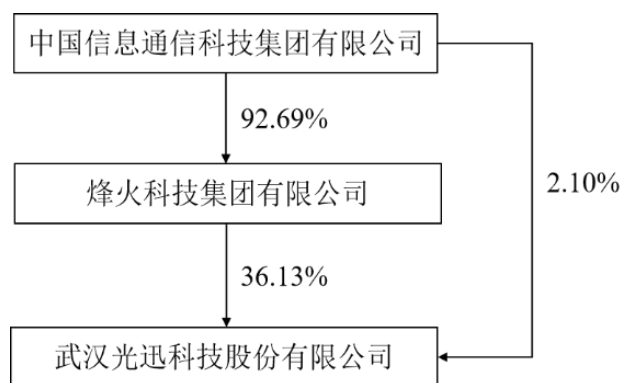 中国信息通信科技集团有限公司
92.69%
烽火科技集团有限公司
2.10%
36.13%
武汉光迅科技股份有限公司